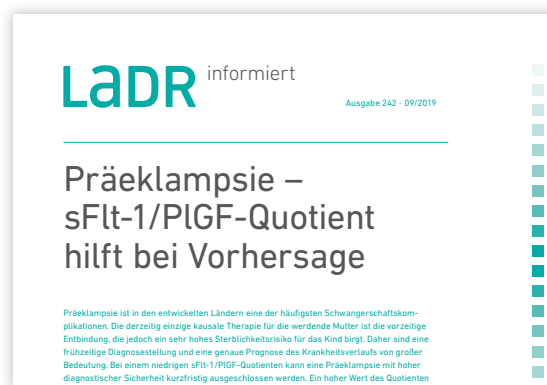 LaDR informiert
Ausgabe 242 · 09/2019
Präeklampsie –
sFlt-1/PlGF-Quotient
hilft bei Vorhersage
Präeklampsie ist in den entwickelten Ländern eine der häufigsten Schwangerschaftskom-
plikationen. Die derzeitig einzige kausale Therapie für die werdende Mutter ist die vorzeitige
Entbindung, die jedoch ein sehr hohes Sterblichkeitsrisiko für das Kind birgt. Daher sind eine
frühzeitige Diagnosestellung und eine genaue Prognose des Krankheitsverlaufs von großer
Bedeutung. Bei einem niedrigen sFlt-1/PlGF-Quotienten kann eine Präeklampsie mit hoher
diagnostischer Sicherheit kurzfristig ausgeschlossen werden. Ein hoher Wert des Quotienten